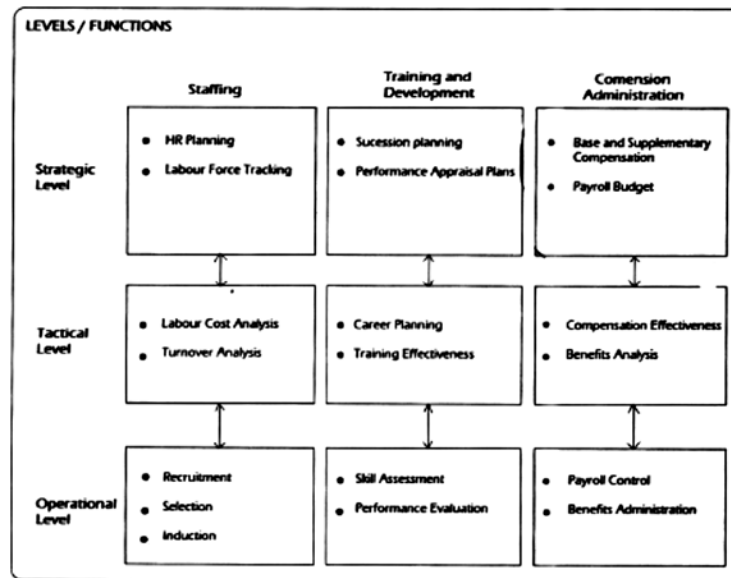 LEVELS / FUNCTIONS
Staffing
Training and
Development
Comension
Administration
Strategic
Level
● HR Planning
● Labour Force Tracking
● Sucession planning
● Performance Appraisal Plans
● Base and Supplementary
Compensation
● Payroll Budget
Tactical
Level
● Labour Cost Analysis
● Turnover Analysis
● Career Planning
● Training Effectiveness
● Compensation Effectiveness
● Benefits Analysis
Operational
Level
● Recruitment
● Selection
● Induction
● Skill Assessment
● Performance Evaluation
● Payroll Control
● Benefits Administration